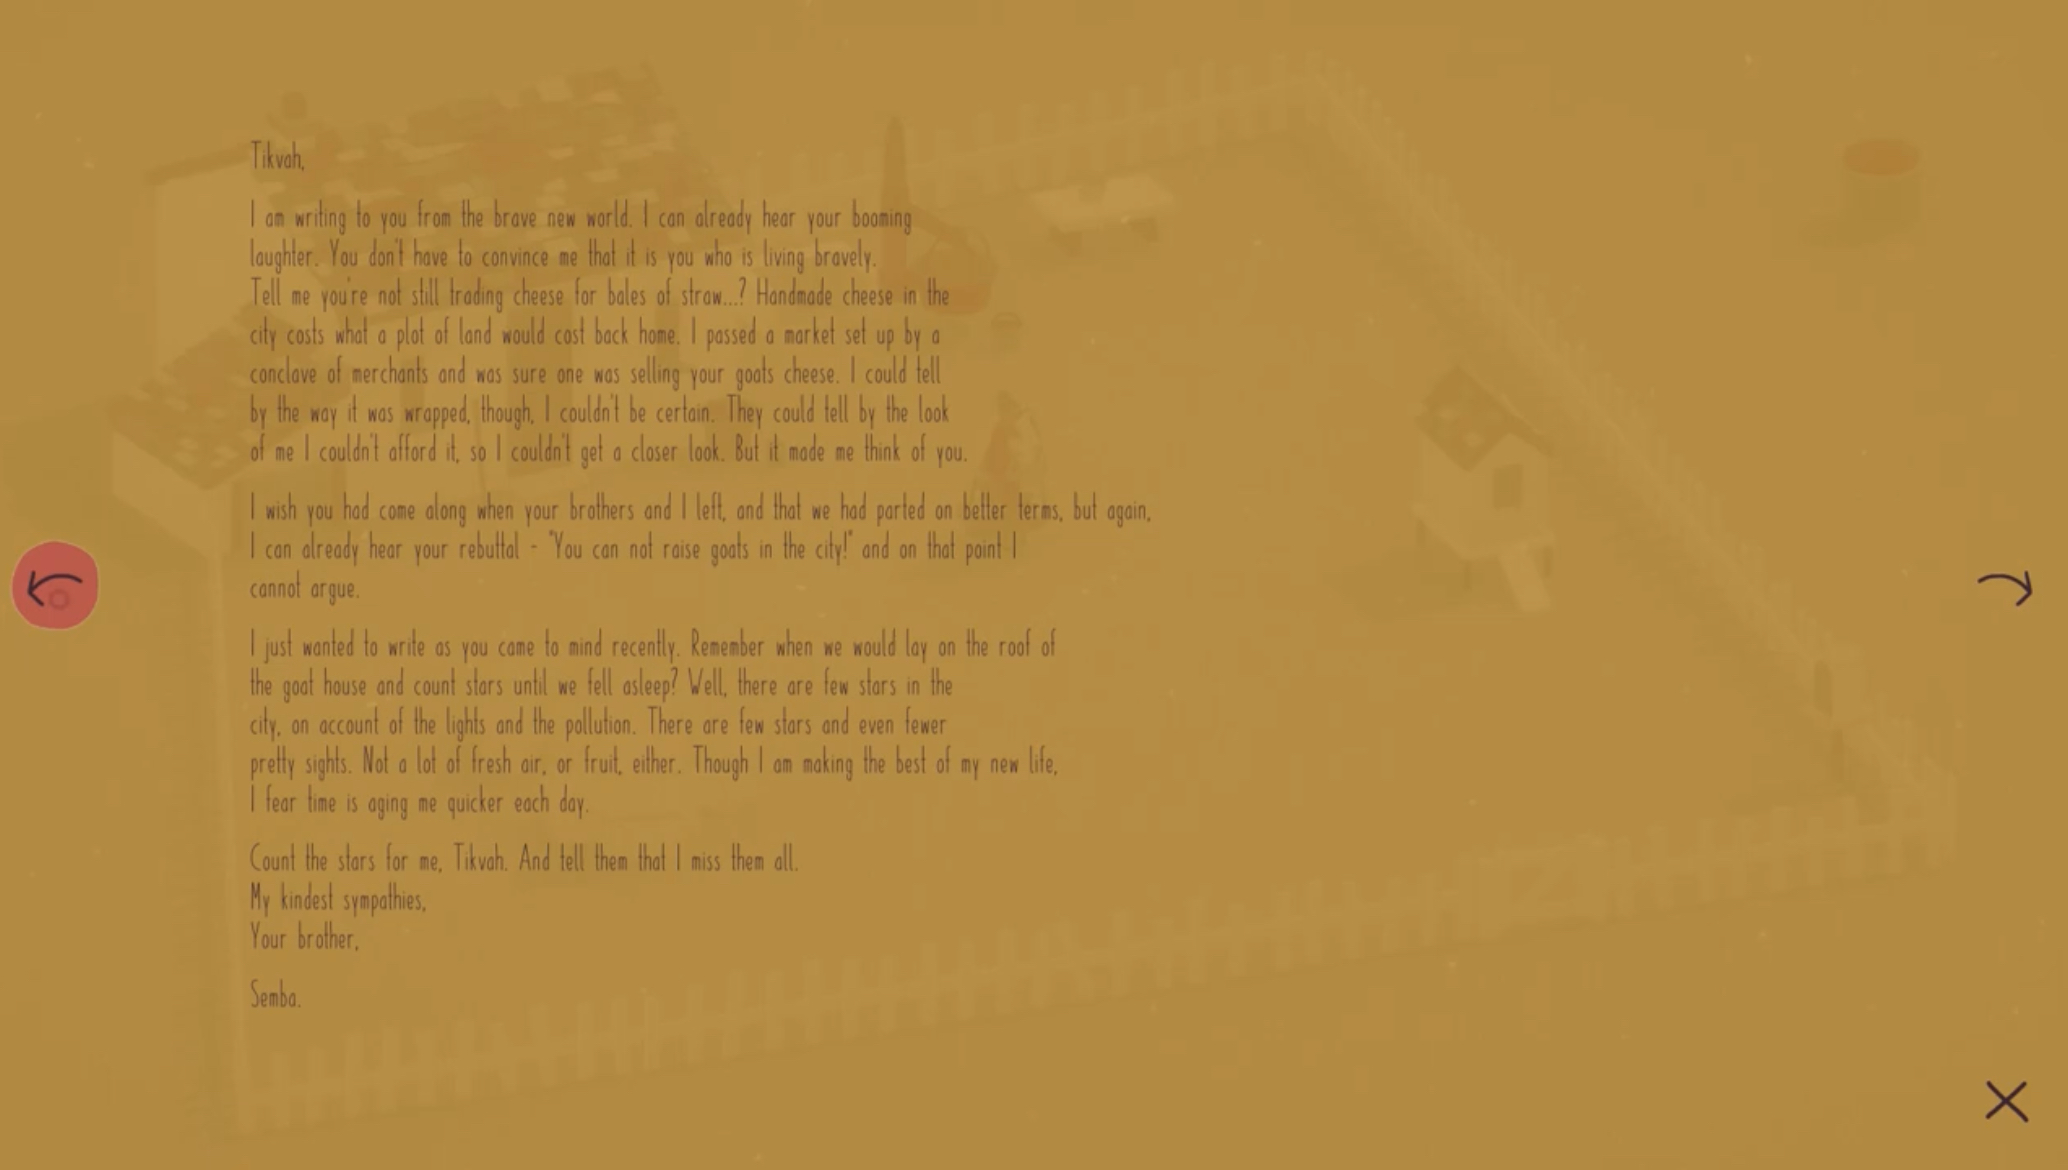 Tikvah,
I am writing to you from the brave new world. I can already hear your booming
laughter. You don't have to convince me that it is you who is living bravely.
Tell me you're not still trading cheese for bales of straw...? Handmade cheese in the
city costs what a plot of land would cost back home. I passed a market set up by a
conclave of merchants and was sure one was selling your goats cheese. I could tell
by the way it was wrapped, though, I couldn't be certain. They could tell by the look
of me I couldn't afford it, so I couldn't get a closer look. But it made me think of you.
I wish you had come along when your brothers and I left, and that we had parted on better terms, but again,
I can already hear your rebuttal - "You can not raise goats in the city!" and on that point I
cannot argue.
I just wanted to write as you came to mind recently. Remember when we would lay on the roof of
the goat house and count stars until we fell asleep? Well, there are few stars in the
city, on account of the lights and the pollution. There are few stars and even fewer
pretty sights. Not a lot of fresh air, or fruit, either. Though I am making the best of my new life,
I fear time is aging me quicker each day.
Count the stars for me, Tikvah. And tell them that I miss them all.
My kindest sympathies,
Your brother,
Semba.